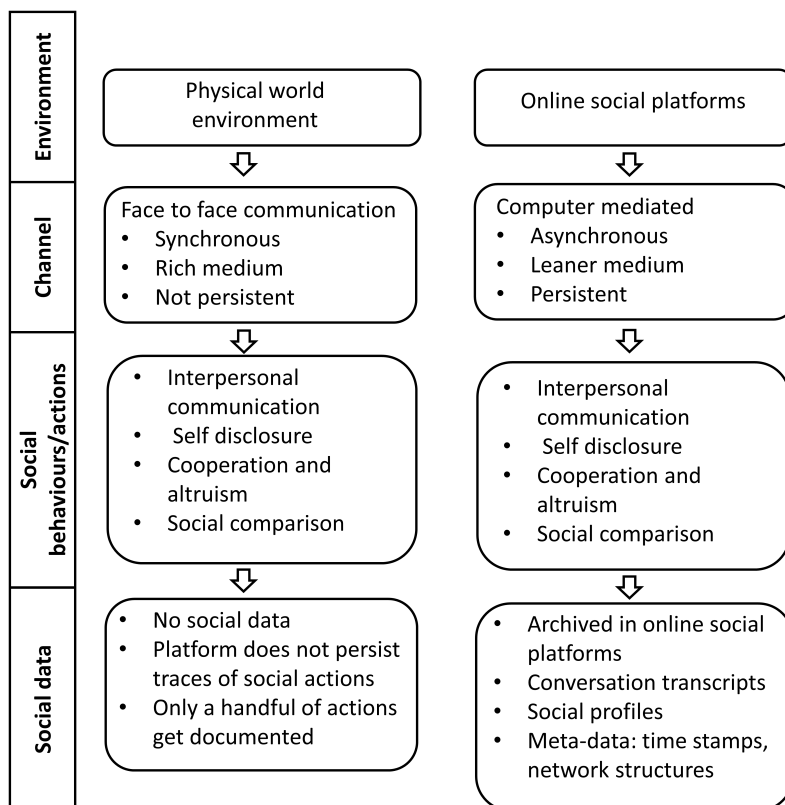 Environment
Physical world
environment
Online social platforms
Channel
Face to face communication
• Synchronous
• Rich medium
• Not persistent
Computer mediated
• Asynchronous
• Leaner medium
• Persistent
Social
behaviours/actions
• Interpersonal
communication
• Self disclosure
• Cooperation and
altruism
• Social comparison
• Interpersonal
communication
• Self disclosure
• Cooperation and
altruism
• Social comparison
Social data
• No social data
• Platform does not persist
traces of social actions
• Only a handful of actions
get documented
• Archived in online social
platforms
• Conversation transcripts
• Social profiles
• Meta-data: time stamps,
network structures